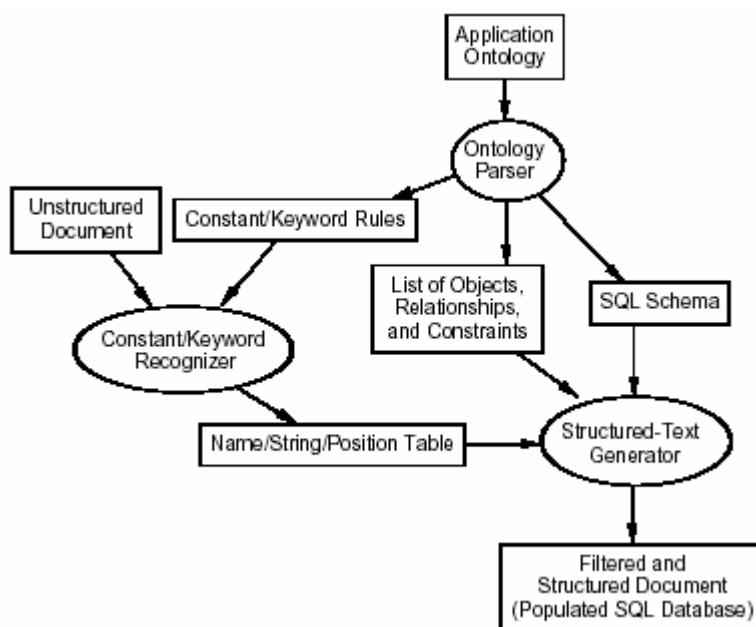 Application
Ontology
Ontology
Parser
Unstructured
Document
Constant/Keyword Rules
List of Objects,
Relationships,
and Constraints
SQL Schema
Constant/Keyword
Recognizer
Name/String/Position Table
Structured-Text
Generator
Filtered and
Structured Document
(Populated SQL Database)